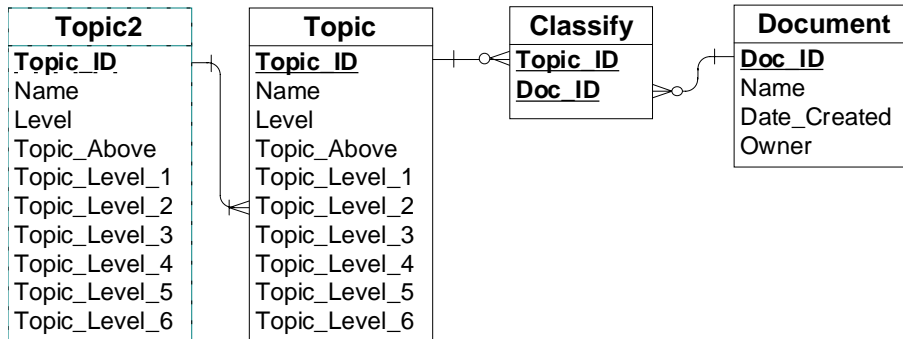 Topic2
Topic_ID
Name
Level
Topic_Above
Topic_Level_1
Topic_Level_2
Topic_Level_3
Topic_Level_4
Topic_Level_5
Topic_Level_6
Topic
Topic_ID
Name
Level
Topic_Above
Topic_Level_1
Topic_Level_2
Topic_Level_3
Topic_Level_4
Topic_Level_5
Topic_Level_6
Classify
Topic_ID
Doc_ID
Document
Doc_ID
Name
Date_Created
Owner